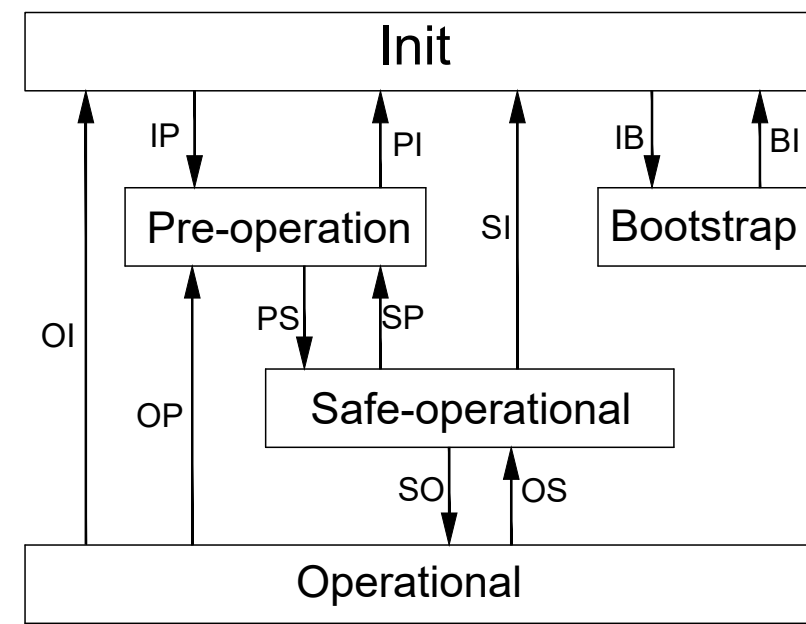 Init
IP
PI
IB
BI
Pre-operation
SI
Bootstrap
OI
PS
SP
OP
Safe-operational
SO
OS
Operational